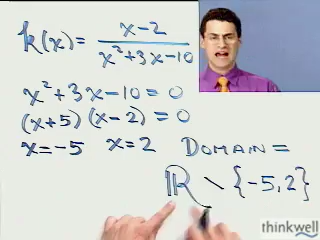 k(x) = x-2 / x²+3x-10
x²+3x-10=0
(x+5)(x-2)=0
x=-5 x=2 DOMAIN=
ℝ \ {-5,2}
thinkwell